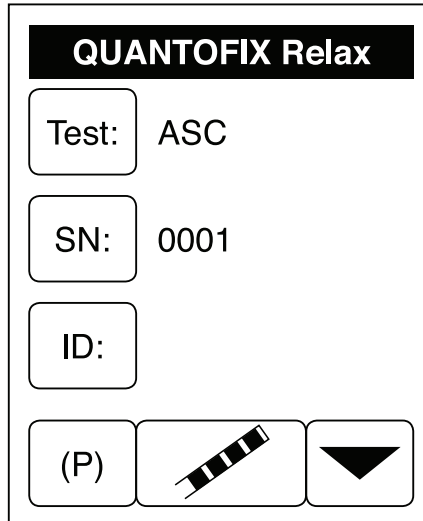 QUANTOFIX Relax
Test: ASC
SN: 0001
ID:
(P)